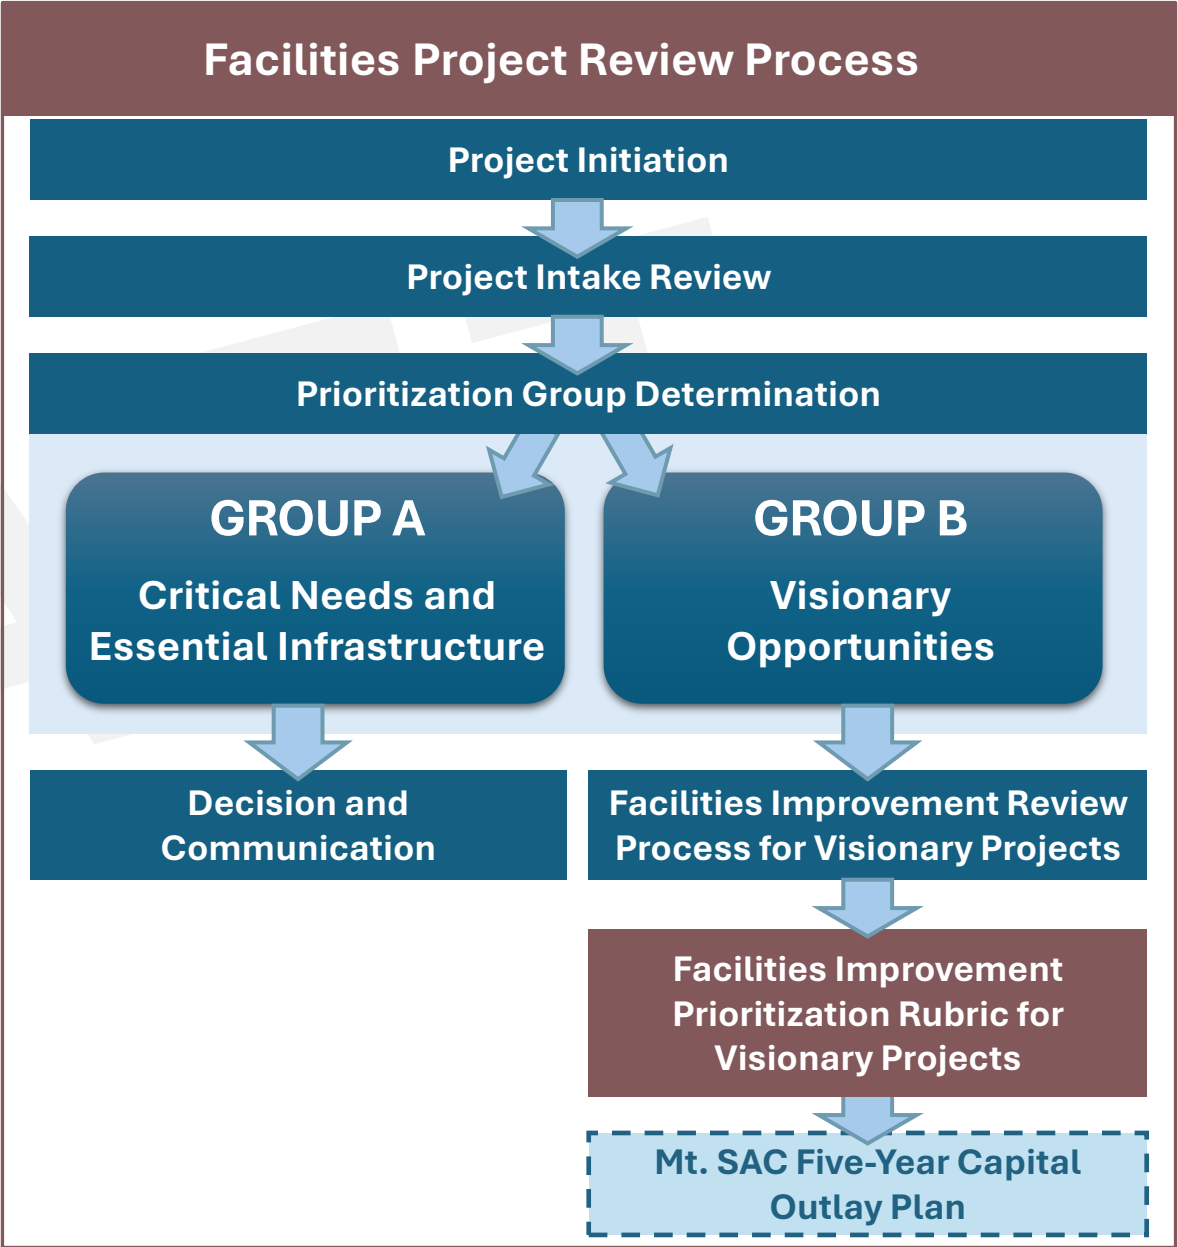 Facilities Project Review Process
Project Initiation
Project Intake Review
Prioritization Group Determination
GROUP A
Critical Needs and
Essential Infrastructure
GROUP B
Visionary
Opportunities
Decision and
Communication
Facilities Improvement Review
Process for Visionary Projects
Facilities Improvement
Prioritization Rubric for
Visionary Projects
Mt. SAC Five-Year Capital
Outlay Plan